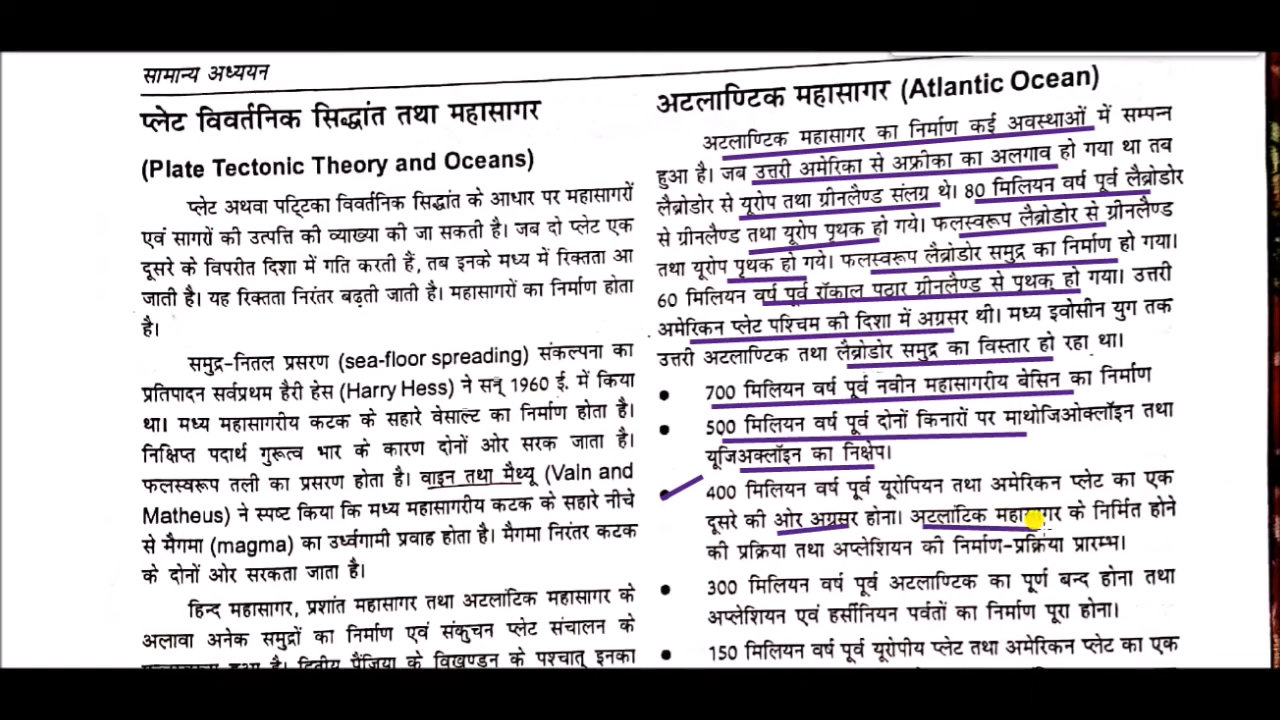 सामान्य अध्ययन
प्लेट विवर्तनिक सिद्धांत तथा महासागर
(Plate Tectonic Theory and Oceans)
प्लेट अथवा पट्टिका विवर्तनिक सिद्धांत के आधार पर महासागरों
एवं सागरों की उत्पत्ति की व्याख्या की जा सकती है। जब दो प्लेट एक
दूसरे के विपरीत दिशा में गति करती हैं, तब इनके मध्य में रिक्तता आ
जाती है। यह रिक्तता निरंतर बढ़ती जाती है। महासागरों का निर्माण होता
है।
समुद्र-नितल प्रसरण (sea-floor spreading) संकल्पना का
प्रतिपादन सर्वप्रथम हैरी हेस (Harry Hess) ने सन् 1960 ई. में किया
था। मध्य महासागरीय कटक के सहारे वेसाल्ट का निर्माण होता है।
निक्षिप्त पदार्थ गुरूत्व भार के कारण दोनों ओर सरक जाता है।
फलस्वरूप तली का प्रसरण होता है। वाइन तथा मैथ्यू (Valn and
Matheus) ने स्पष्ट किया कि मध्य महासागरीय कटक के सहारे नीचे
से मैगमा (magma) का उर्ध्वगामी प्रवाह होता है। मैगमा निरंतर कटक
के दोनों ओर सरकता जाता है।
हिन्द महासागर, प्रशांत महासागर तथा अटलांटिक महासागर के
अलावा अनेक समुद्रों का निर्माण एवं संकुचन प्लेट संचालन के
फलस्वरूप हुआ है। द्वितीय पैंजिया के विखण्डन के पश्चात् इनका
अटलाण्टिक महासागर (Atlantic Ocean)
अटलाण्टिक महासागर का निर्माण कई अवस्थाओं में सम्पन्न
हुआ है। जब उत्तरी अमेरिका से अफ्रीका का अलगाव हो गया था तब
लैब्रोडोर से यूरोप तथा ग्रीनलैण्ड संलग्र थे। 80 मिलियन वर्ष पूर्व लैब्रोडोर
से ग्रीनलैण्ड तथा यूरोप पृथक हो गये। फलस्वरूप लैब्रोडोर से ग्रीनलैण्ड
तथा यूरोप पृथक हो गये। फलस्वरूप लैब्रोडोर समुद्र का निर्माण हो गया।
60 मिलियन वर्ष पूर्व रॉकाल पठार ग्रीनलैण्ड से पृथक् हो गया। उत्तरी
अमेरिकन प्लेट पश्चिम की दिशा में अग्रसर थी। मध्य इवोसीन युग तक
उत्तरी अटलाण्टिक तथा लैब्रोडोर समुद्र का विस्तार हो रहा था।
• 700 मिलियन वर्ष पूर्व नवीन महासागरीय बेसिन का निर्माण
• 500 मिलियन वर्ष पूर्व दोनों किनारों पर माथोजिओक्लॉइन तथा
यूजिअक्लॉइन का निक्षेप।
• 400 मिलियन वर्ष पूर्व यूरोपियन तथा अमेरिकन प्लेट का एक
दूसरे की ओर अग्रसर होना। अटलांटिक महासागर के निर्मित होने
की प्रक्रिया तथा अप्लेशियन की निर्माण-प्रक्रिया प्रारम्भ।
• 300 मिलियन वर्ष पूर्व अटलाण्टिक का पूर्ण बन्द होना तथा
अप्लेशियन एवं हर्सीनियन पर्वतों का निर्माण पूरा होना।
• 150 मिलियन वर्ष पूर्व यूरोपीय प्लेट तथा अमेरिकन प्लेट का एक